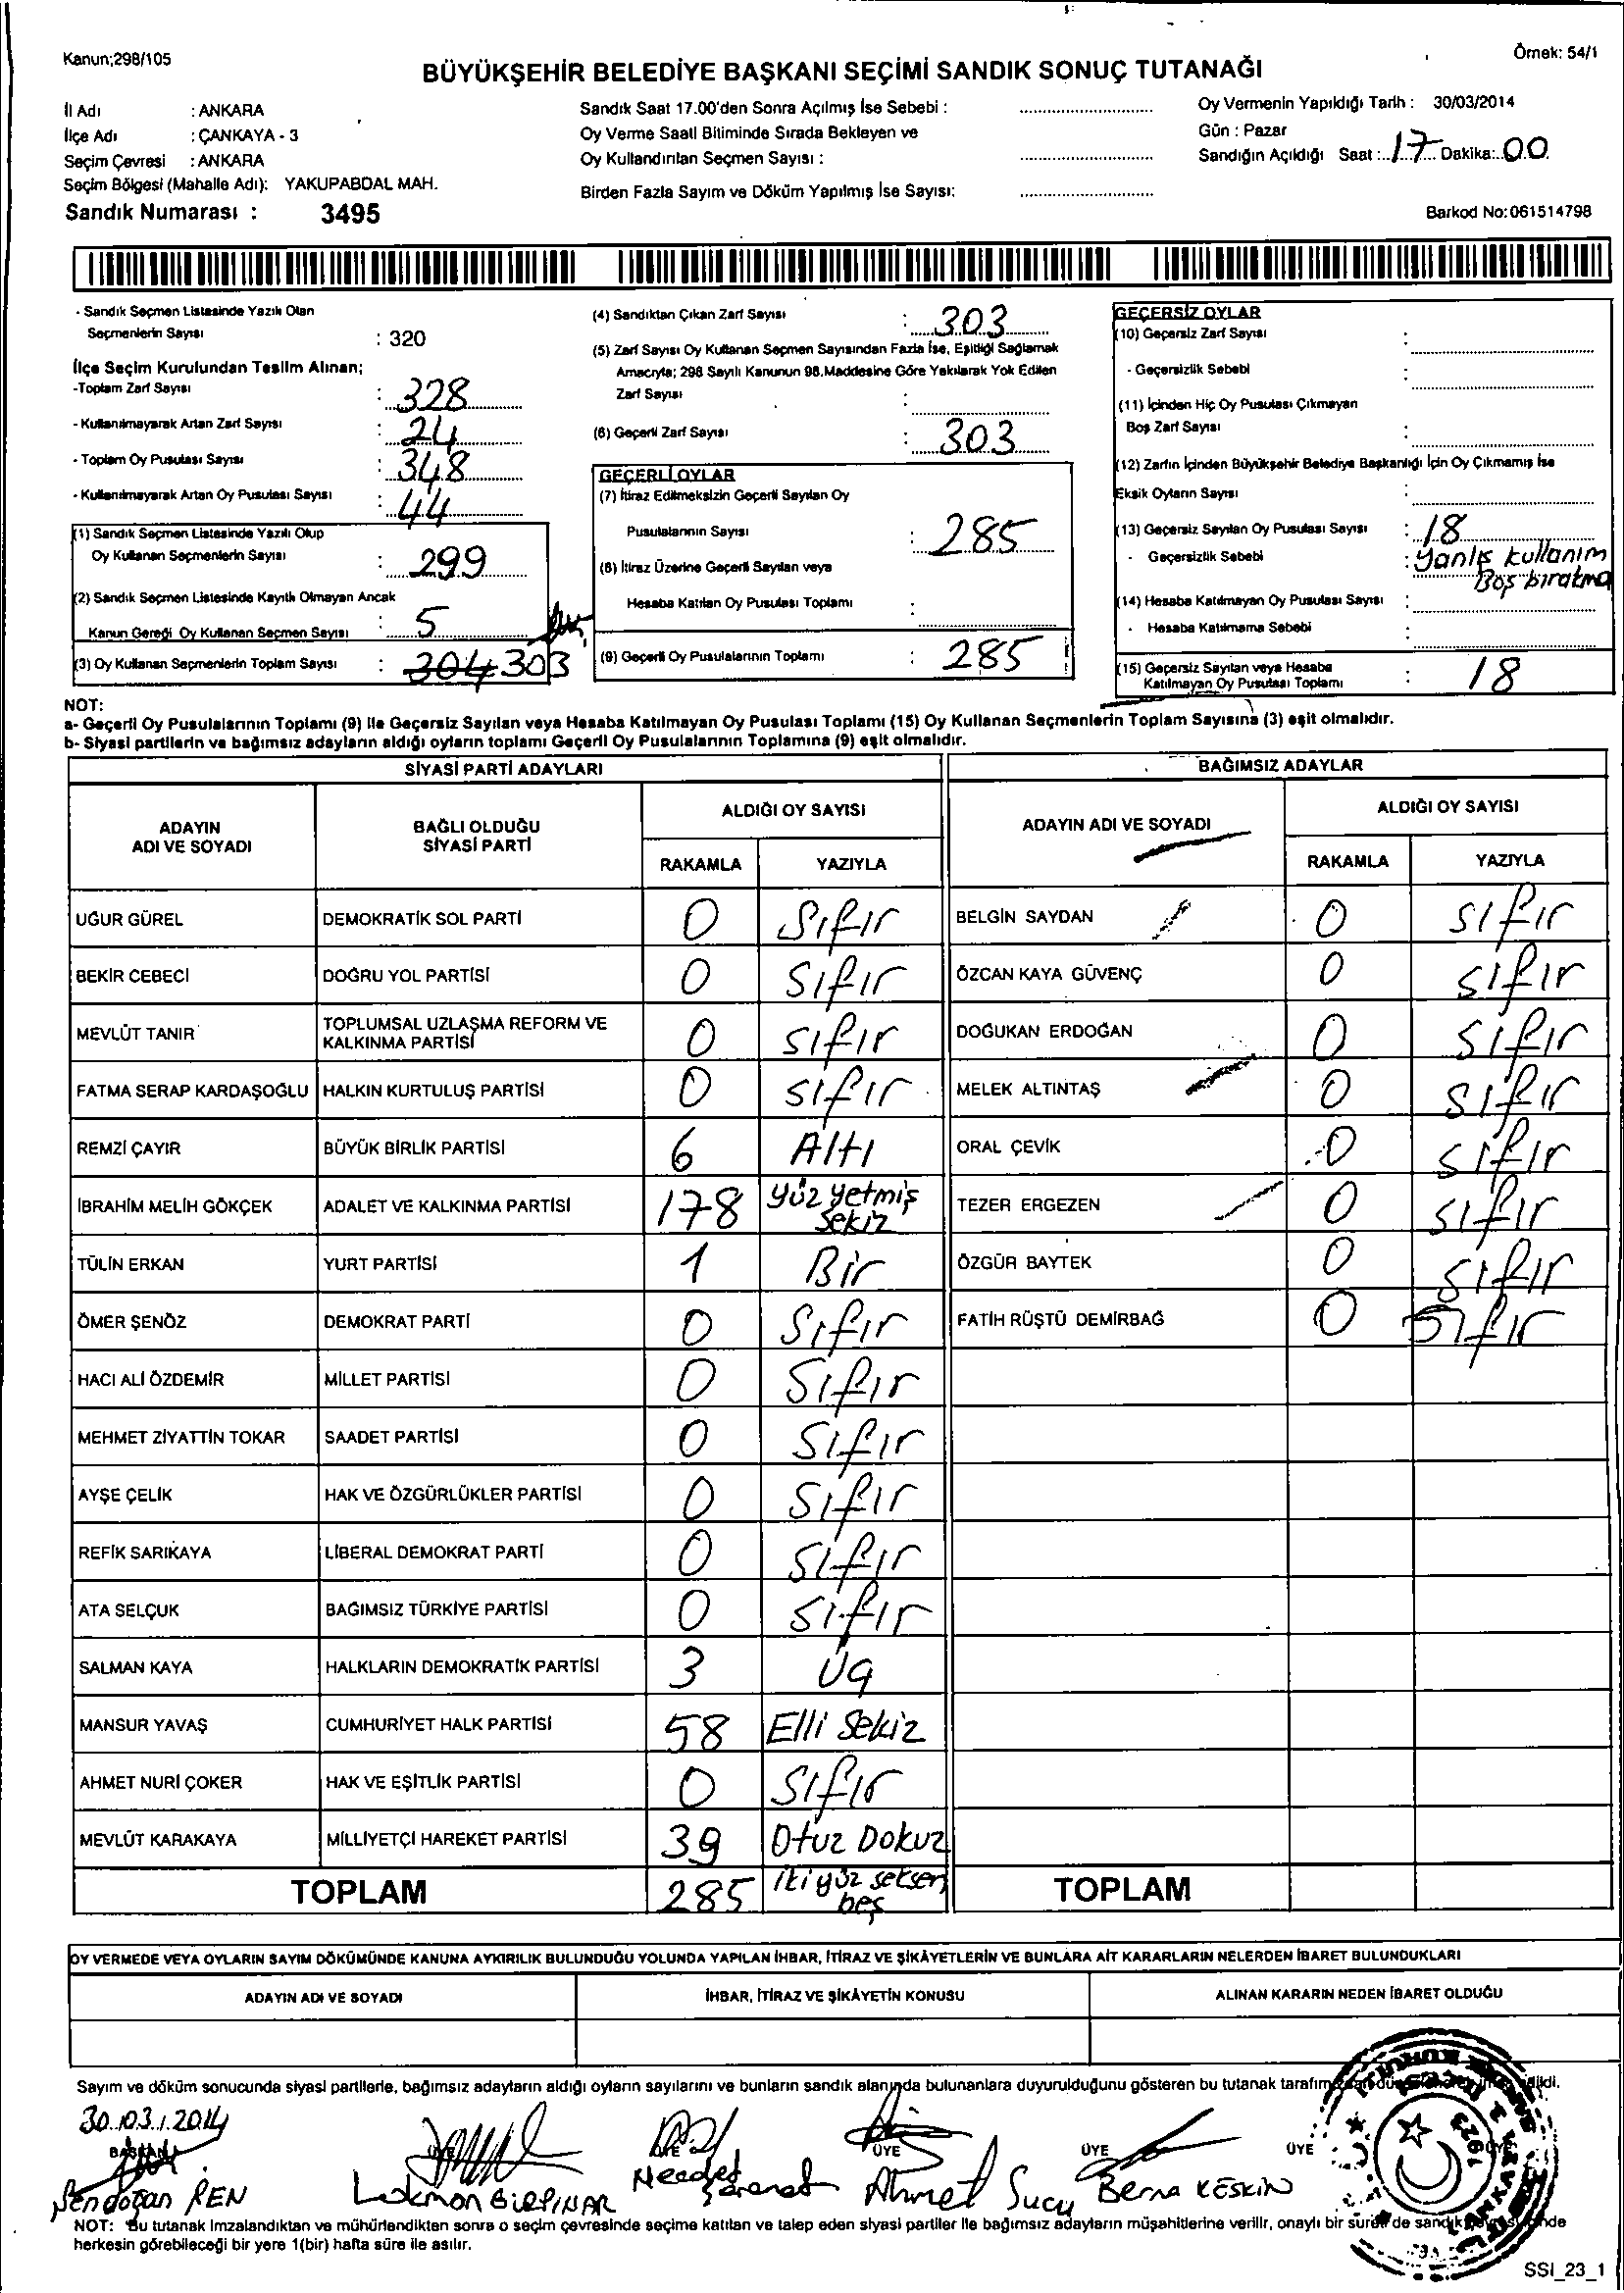 Kanun;298/105
Örnek: 54/1
BÜYÜKŞEHİR BELEDİYE BAŞKANI SEÇİMİ SANDIK SONUÇ TUTANAĞI
İl Adı : ANKARA
İlçe Adı : ÇANKAYA - 3
Seçim Çevresi : ANKARA
Seçim Bölgesi (Mahalle Adı): YAKUPABDAL MAH.
Sandık Numarası : 3495
Sandık Saat 17.00'den Sonra Açılmış İse Sebebi :
Oy Verme Saati Bitiminde Sırada Bekleyen ve
Oy Kullandırılan Seçmen Sayısı :
Birden Fazla Sayım ve Döküm Yapılmış İse Sayısı:
Oy Vermenin Yapıldığı Tarih : 30/03/2014
Gün : Pazar
Sandığın Açıldığı Saat : 17 Dakika: 00
Barkod No:061514798
- Sandık Seçmen Listesinde Yazılı Olan
Seçmenlerin Sayısı : 320
İlçe Seçim Kurulundan Teslim Alınan;
-Toplam Zarf Sayısı : 328
- Kullanılmayarak Artan Zarf Sayısı : 24
- Toplam Oy Pusulası Sayısı : 348
- Kullanılmayarak Artan Oy Pusulası Sayısı : 44
(1) Sandık Seçmen Listesinde Yazılı Olup
Oy Kullanan Seçmenlerin Sayısı : 299
(2) Sandık Seçmen Listesinde Kayıtlı Olmayan Ancak
Kanun Gereği Oy Kullanan Seçmen Sayısı : 5
(3) Oy Kullanan Seçmenlerin Toplam Sayısı : 304 303
(4) Sandıktan Çıkan Zarf Sayısı : 303
(5) Zarf Sayısı Oy Kullanan Seçmen Sayısından Fazla İse, Eşitliği Sağlamak
Amacıyla; 298 Sayılı Kanunun 98.Maddesine Göre Yakılarak Yok Edilen
Zarf Sayısı :
(6) Geçerli Zarf Sayısı : 303
GEÇERLİ OYLAR
(7) İtiraz Edilmeksizin Geçerli Sayılan Oy
Pusulalarının Sayısı : 285
(8) İtiraz Üzerine Geçerli Sayılan veya
Hesaba Katılan Oy Pusulası Toplamı :
(9) Geçerli Oy Pusulalarının Toplamı : 285
GEÇERSİZ OYLAR
(10) Geçersiz Zarf Sayısı :
- Geçersizlik Sebebi :
(11) İçinden Hiç Oy Pusulası Çıkmayan
Boş Zarf Sayısı :
(12) Zarfın İçinden Büyükşehir Belediye Başkanlığı İçin Oy Çıkmamış İse
Eksik Oyların Sayısı :
(13) Geçersiz Sayılan Oy Pusulası Sayısı : 18
- Geçersizlik Sebebi : Yanlış kullanım
Boş bırakma
(14) Hesaba Katılmayan Oy Pusulası Sayısı :
- Hesaba Katılmama Sebebi :
(15) Geçersiz Sayılan veya Hesaba
Katılmayan Oy Pusulası Toplamı : 18
NOT:
a- Geçerli Oy Pusulalarının Toplamı (9) ile Geçersiz Sayılan veya Hesaba Katılmayan Oy Pusulası Toplamı (15) Oy Kullanan Seçmenlerin Toplam Sayısına (3) eşit olmalıdır.
b- Siyasi partilerin ve bağımsız adayların aldığı oyların toplamı Geçerli Oy Pusulalarının Toplamına (9) eşit olmalıdır.
SİYASİ PARTİ ADAYLARI
ADAYIN ADI VE SOYADI BAĞLI OLDUĞU SİYASİ PARTİ ALDIĞI OY SAYISI
RAKAMLA YAZIYLA
UĞUR GÜREL DEMOKRATİK SOL PARTİ 0 Sıfır
BEKİR CEBECİ DOĞRU YOL PARTİSİ 0 Sıfır
MEVLÜT TANIR TOPLUMSAL UZLAŞMA REFORM VE KALKINMA PARTİSİ 0 sıfır
FATMA SERAP KARDAŞOĞLU HALKIN KURTULUŞ PARTİSİ 0 sıfır
REMZİ ÇAYIR BÜYÜK BİRLİK PARTİSİ 6 Altı
İBRAHİM MELİH GÖKÇEK ADALET VE KALKINMA PARTİSİ 178 Yüz yetmiş sekiz
TÜLİN ERKAN YURT PARTİSİ 1 Bir
ÖMER ŞENÖZ DEMOKRAT PARTİ 0 Sıfır
HACI ALİ ÖZDEMİR MİLLET PARTİSİ 0 Sıfır
MEHMET ZİYATTİN TOKAR SAADET PARTİSİ 0 Sıfır
AYŞE ÇELİK HAK VE ÖZGÜRLÜKLER PARTİSİ 0 Sıfır
REFİK SARIKAYA LİBERAL DEMOKRAT PARTİ 0 Sıfır
ATA SELÇUK BAĞIMSIZ TÜRKİYE PARTİSİ 0 Sıfır
SALMAN KAYA HALKLARIN DEMOKRATİK PARTİSİ 3 Üç
MANSUR YAVAŞ CUMHURİYET HALK PARTİSİ 58 Elli Sekiz
AHMET NURİ ÇOKER HAK VE EŞİTLİK PARTİSİ 0 Sıfır
MEVLÜT KARAKAYA MİLLİYETÇİ HAREKET PARTİSİ 39 Otuz Dokuz
TOPLAM 285 iki yüz seksen beş
BAĞIMSIZ ADAYLAR
ADAYIN ADI VE SOYADI ALDIĞI OY SAYISI
RAKAMLA YAZIYLA
BELGİN SAYDAN 0 sıfır
ÖZCAN KAYA GÜVENÇ 0 sıfır
DOĞUKAN ERDOĞAN 0 sıfır
MELEK ALTINTAŞ 0 sıfır
ORAL ÇEVİK 0 sıfır
TEZER ERGEZEN 0 sıfır
ÖZGÜR BAYTEK 0 sıfır
FATİH RÜŞTÜ DEMİRBAĞ 0 sıfır
TOPLAM
OY VERMEDE VEYA OYLARIN SAYIM DÖKÜMÜNDE KANUNA AYKIRILIK BULUNDUĞU YOLUNDA YAPILAN İHBAR, İTİRAZ VE ŞİKÂYETLERİN VE BUNLARA AİT KARARLARIN NELERDEN İBARET BULUNDUKLARI
ADAYIN ADI VE SOYADI İHBAR, İTİRAZ VE ŞİKÂYETİN KONUSU ALINAN KARARIN NEDEN İBARET OLDUĞU
Sayım ve döküm sonucunda siyasi partilerle, bağımsız adayların aldığı oyların sayılarını ve bunların sandık alanında bulunanlara duyurulduğunu gösteren bu tutanak
30.03.2014
BAŞKAN ÜYE ÜYE ÜYE ÜYE ÜYE
Şendoğan REN Lokman GİRPINAR Necdet Ahmet Sucu Berna KESKİN
NOT: Bu tutanak imzalandıktan ve mühürlendikten sonra o seçim çevresinde seçime katılan ve talep eden siyasi partiler ile bağımsız adayların müşahitlerine verilir, onaylı bir sureti de sandık
herkesin görebileceği bir yere 1(bir) hafta süre ile asılır.
SSI_23_1